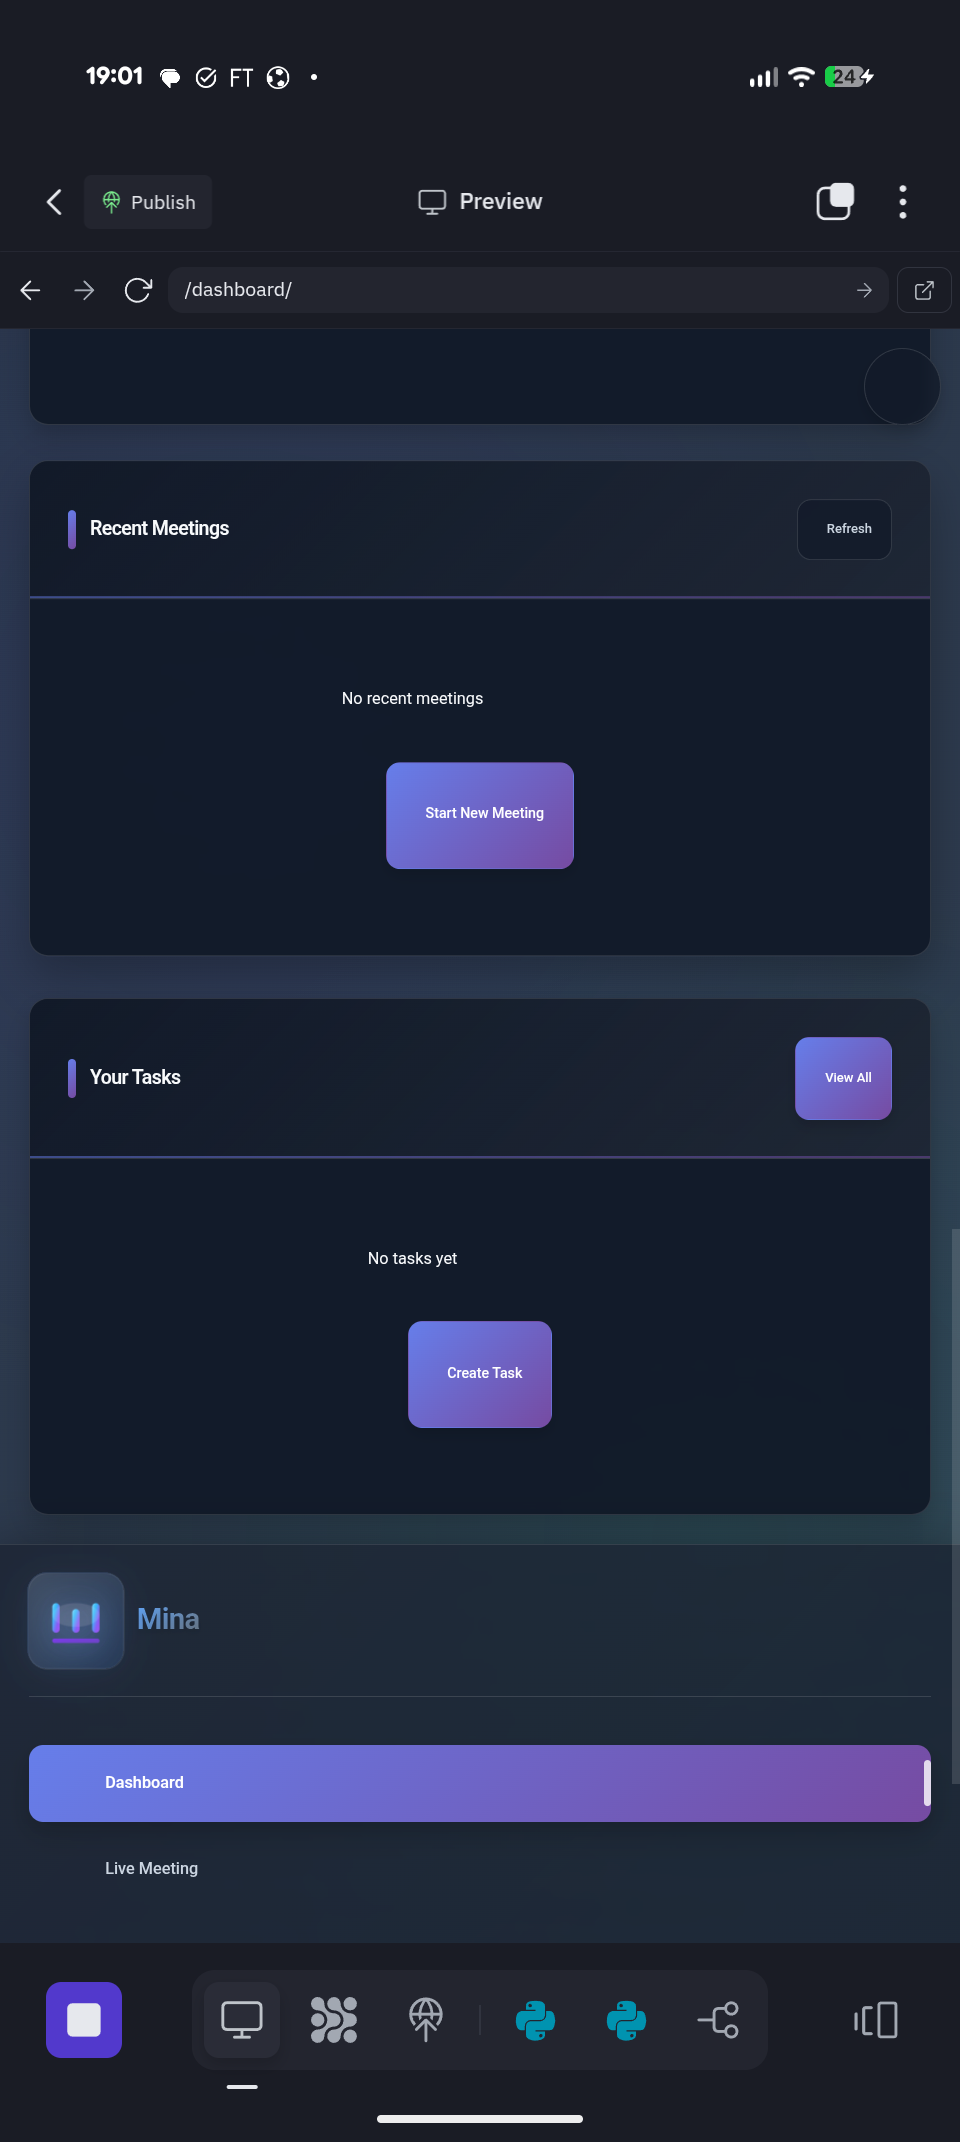 19:01
FT
24
Publish
Preview
/dashboard/
Recent Meetings
Refresh
No recent meetings
Start New Meeting
Your Tasks
View All
No tasks yet
Create Task
Mina
Dashboard
Live Meeting